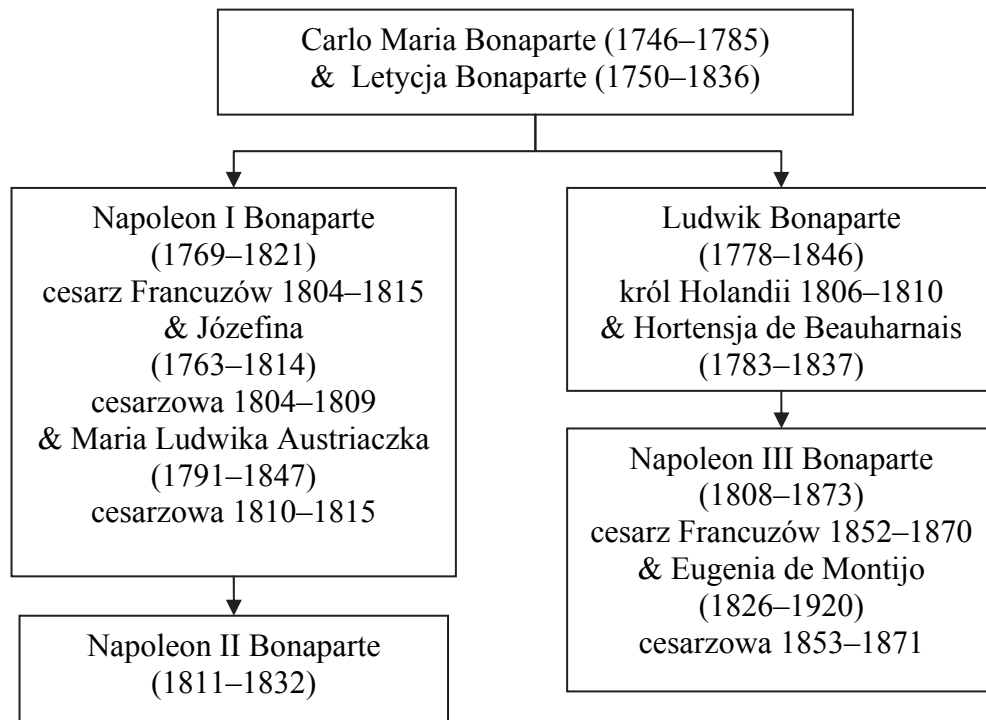 Carlo Maria Bonaparte (1746–1785)
& Letycja Bonaparte (1750–1836)
Napoleon I Bonaparte
(1769–1821)
cesarz Francuzów 1804–1815
& Józefina
(1763–1814)
cesarzowa 1804–1809
& Maria Ludwika Austriaczka
(1791–1847)
cesarzowa 1810–1815
Ludwik Bonaparte
(1778–1846)
król Holandii 1806–1810
& Hortensja de Beauharnais
(1783–1837)
Napoleon II Bonaparte
(1811–1832)
Napoleon III Bonaparte
(1808–1873)
cesarz Francuzów 1852–1870
& Eugenia de Montijo
(1826–1920)
cesarzowa 1853–1871